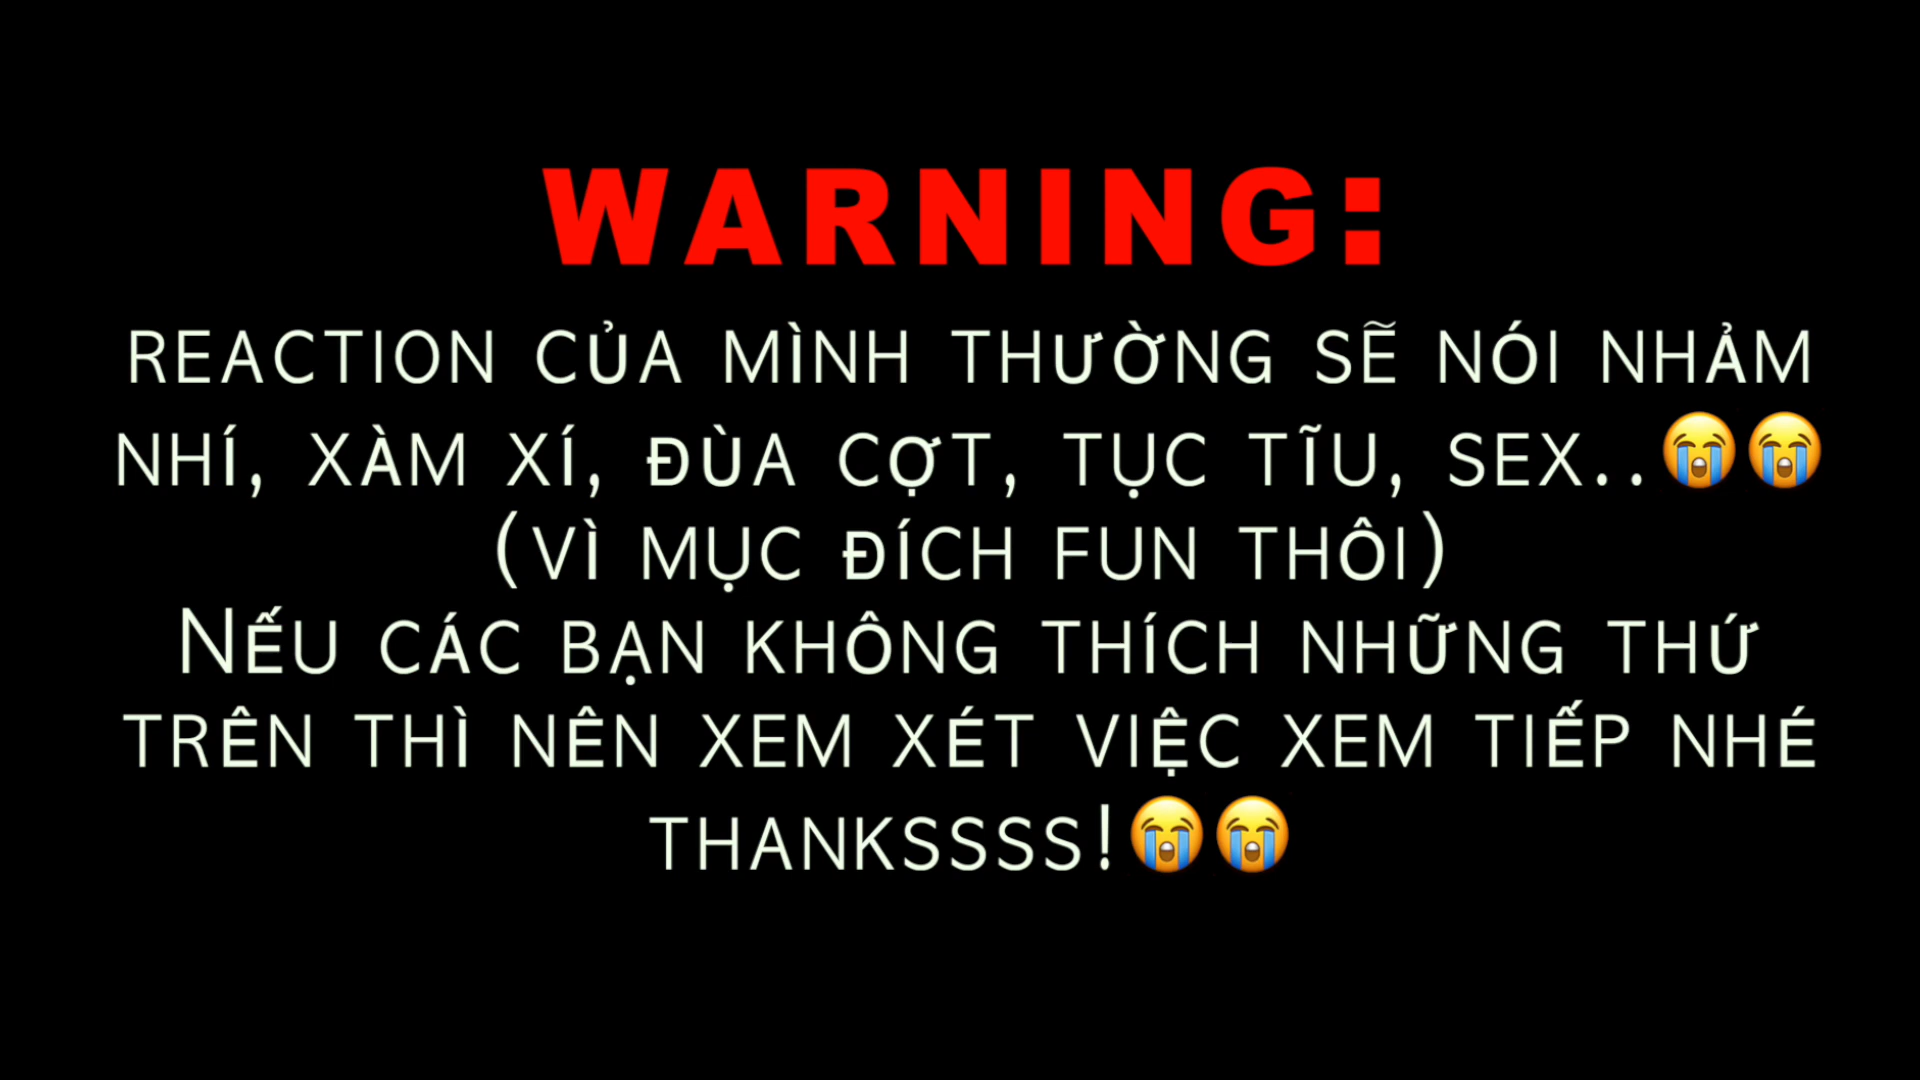 WARNING:
REACTION CỦA MÌNH THƯỜNG SẼ NÓI NHẢM
NHÍ, XÀM XÍ, ĐÙA CỢT, TỤC TĨU, SEX..😭😭
(VÌ MỤC ĐÍCH FUN THÔI)
NẾU CÁC BẠN KHÔNG THÍCH NHỮNG THỨ
TRÊN THÌ NÊN XEM XÉT VIỆC XEM TIẾP NHÉ
THANKSSSS!😭😭